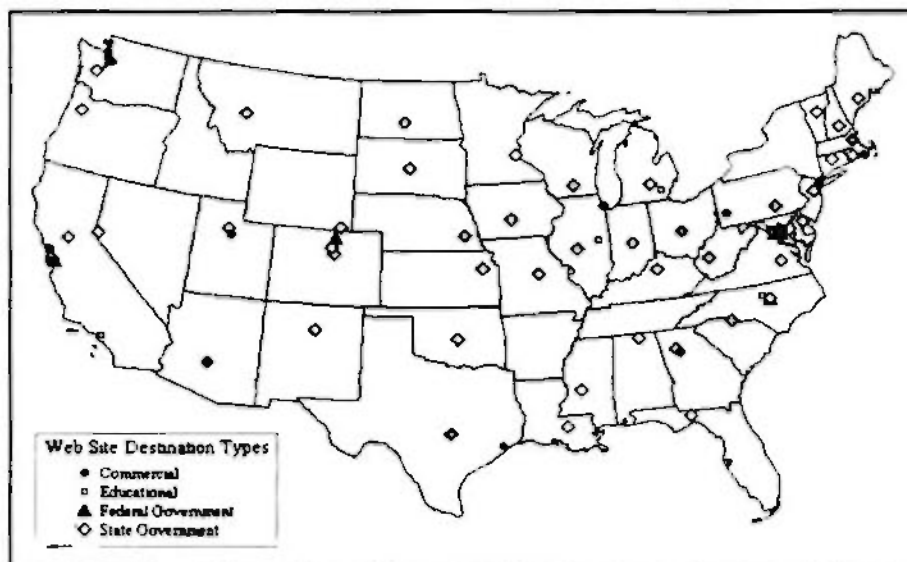 Web Site Destination Types
Commercial
Educational
Federal Government
State Government